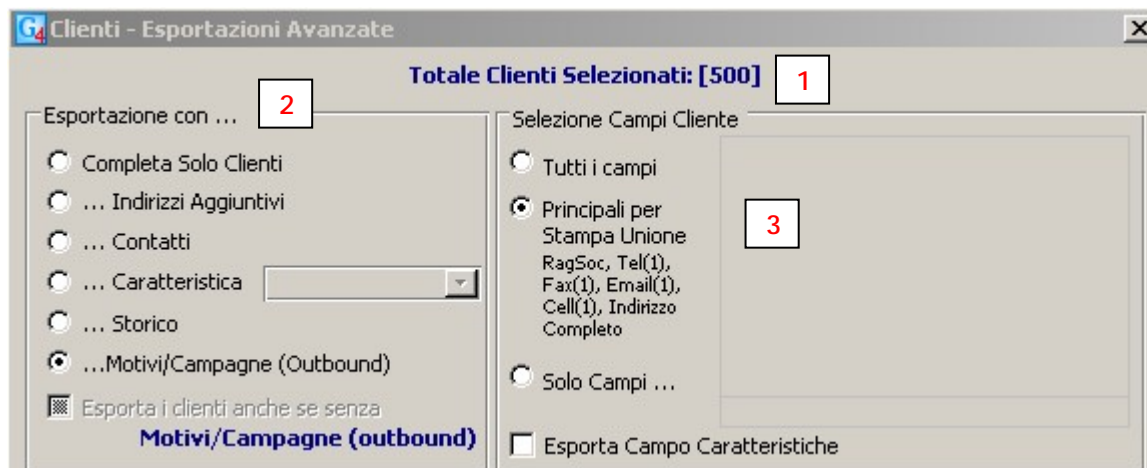 G4 Clienti - Esportazioni Avanzate
Totale Clienti Selezionati: [500]
1
2
Esportazione con ...
Completa Solo Clienti
... Indirizzi Aggiuntivi
... Contatti
... Caratteristica
... Storico
...Motivi/Campagne (Outbound)
Esporta i clienti anche se senza
Motivi/Campagne (outbound)
Selezione Campi Cliente
Tutti i campi
Principali per
Stampa Unione
RagSoc, Tel(1),
Fax(1), Email(1),
Cell(1), Indirizzo
Completo
3
Solo Campi ...
Esporta Campo Caratteristiche